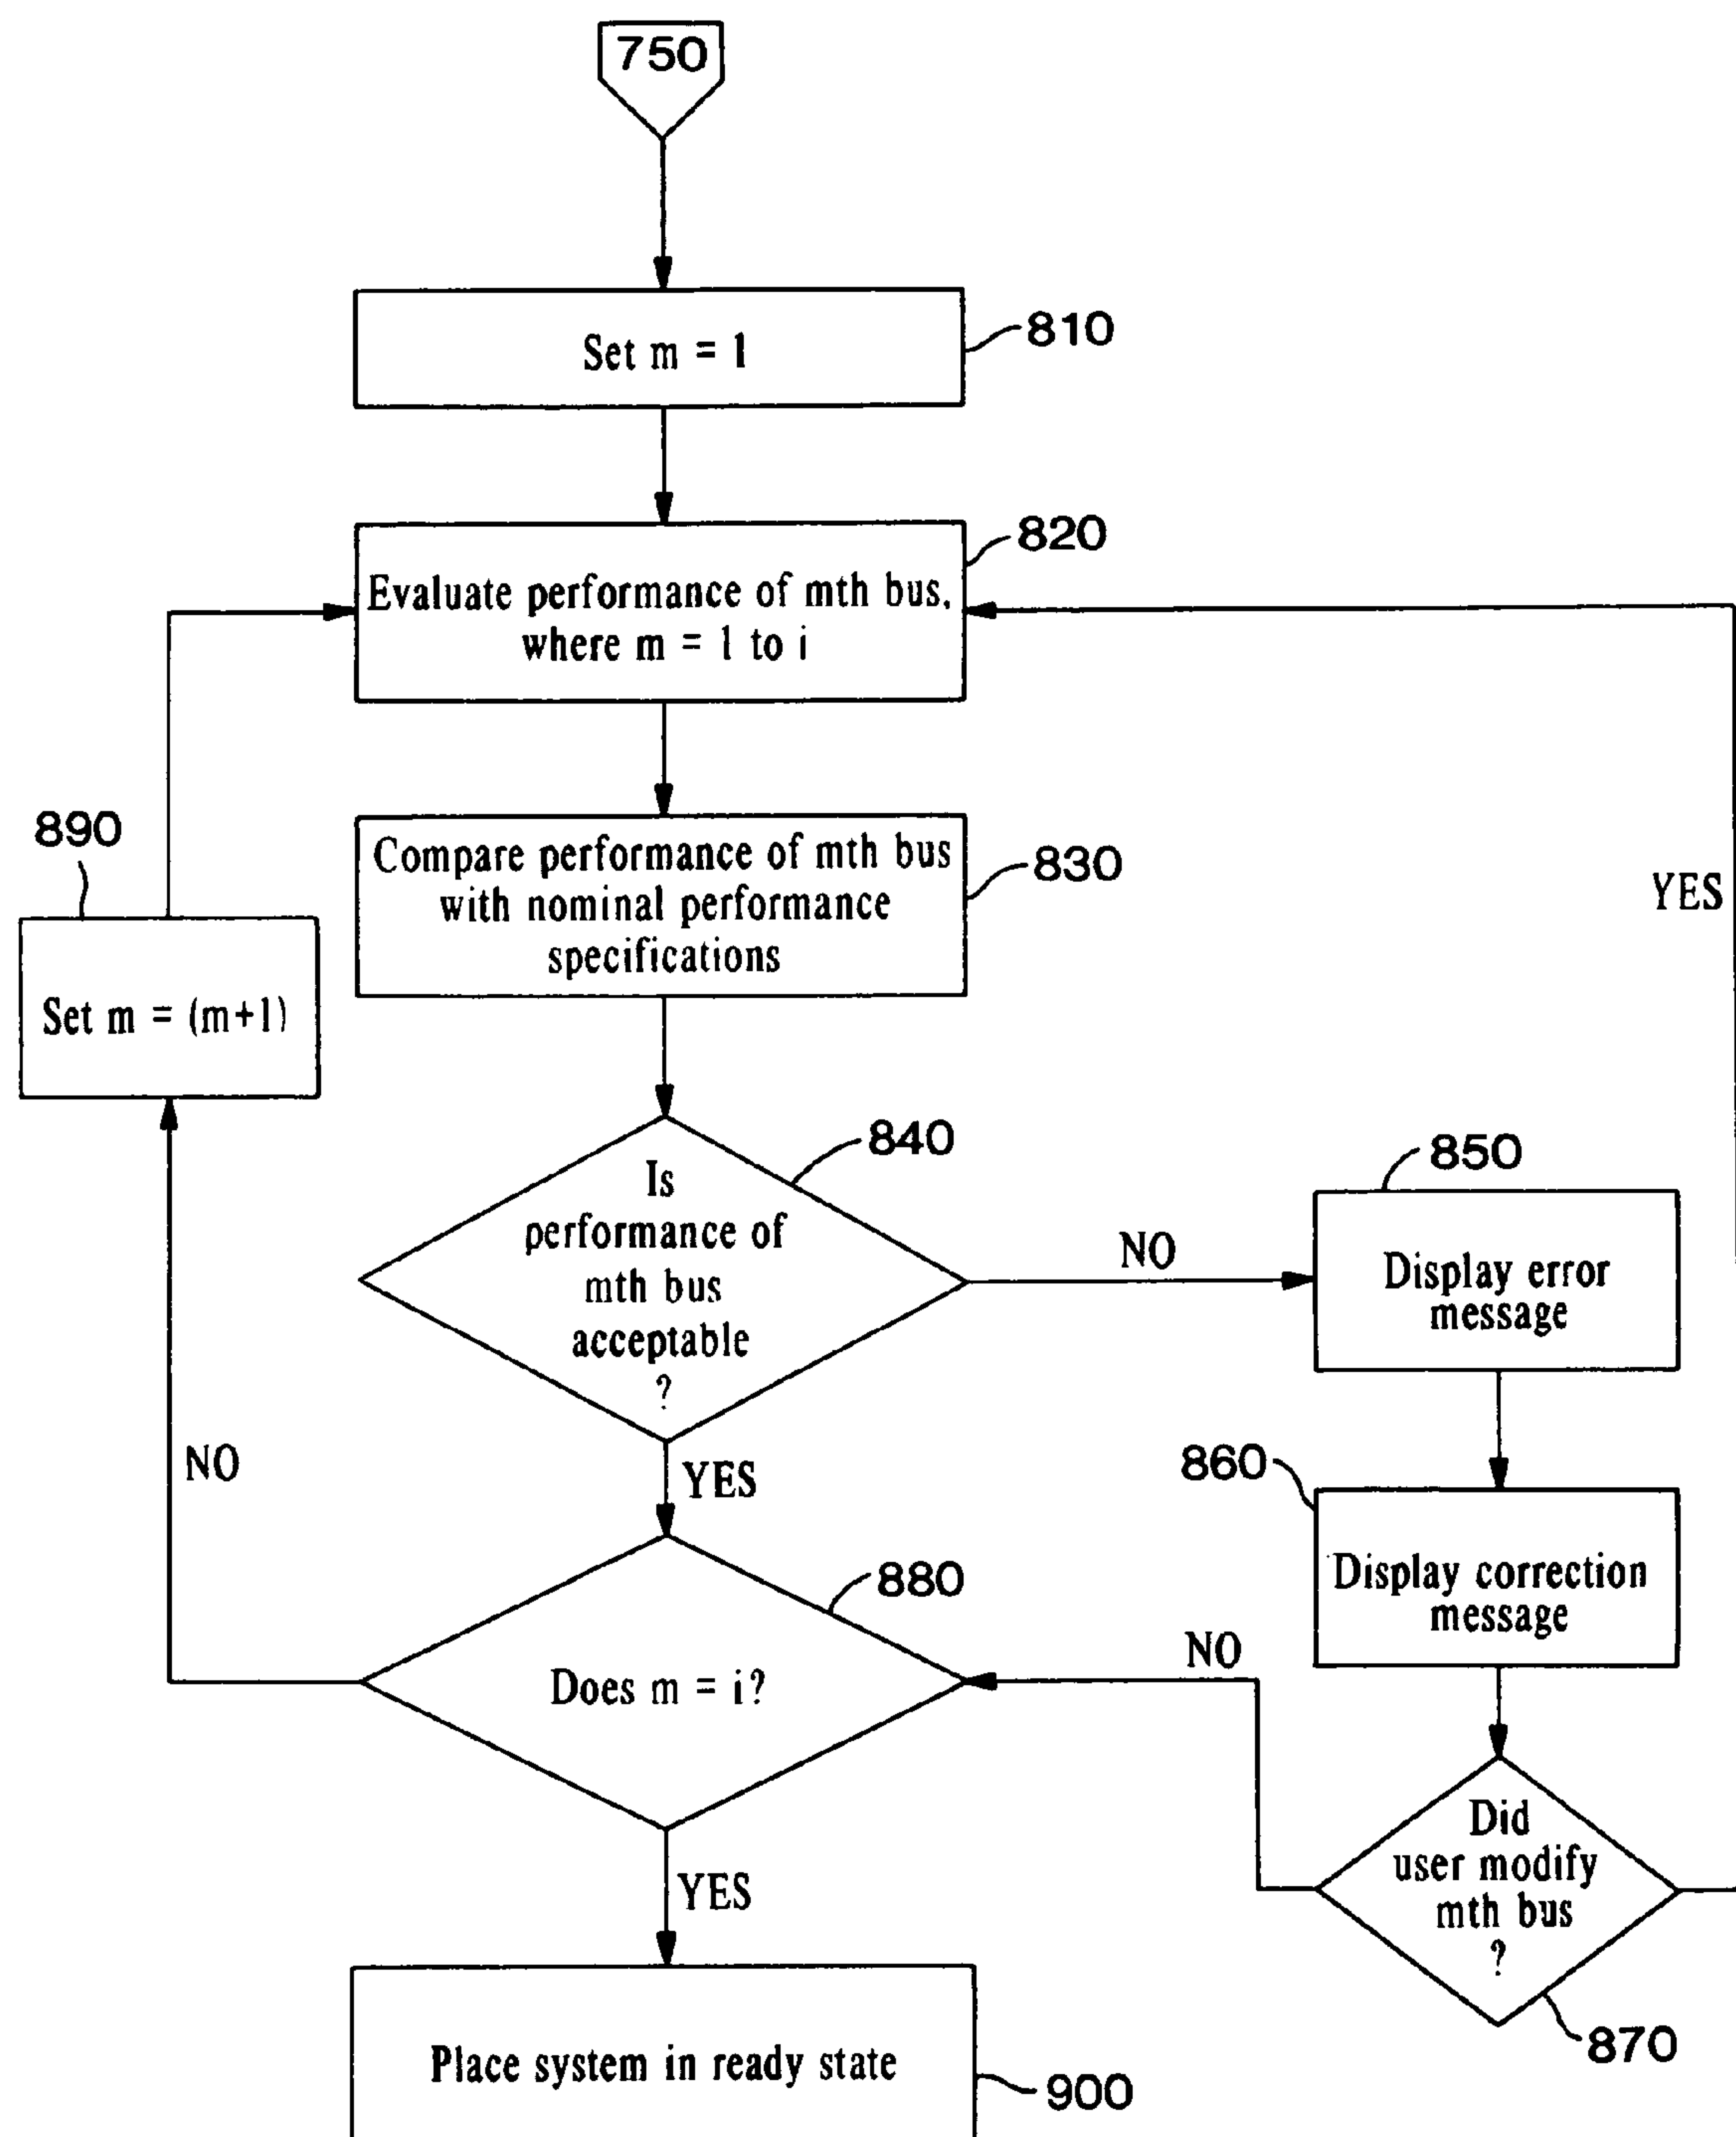 750
810
Set m = 1
820
Evaluate performance of mth bus,
where m = 1 to i
830
Compare performance of mth bus
with nominal performance
specifications
890
Set m = (m+1)
YES
840
Is
performance of
mth bus
acceptable
?
NO
850
Display error
message
NO
YES
860
Display correction
message
880
Does m = i?
NO
Did
user modify
mth bus
?
870
YES
Place system in ready state
900